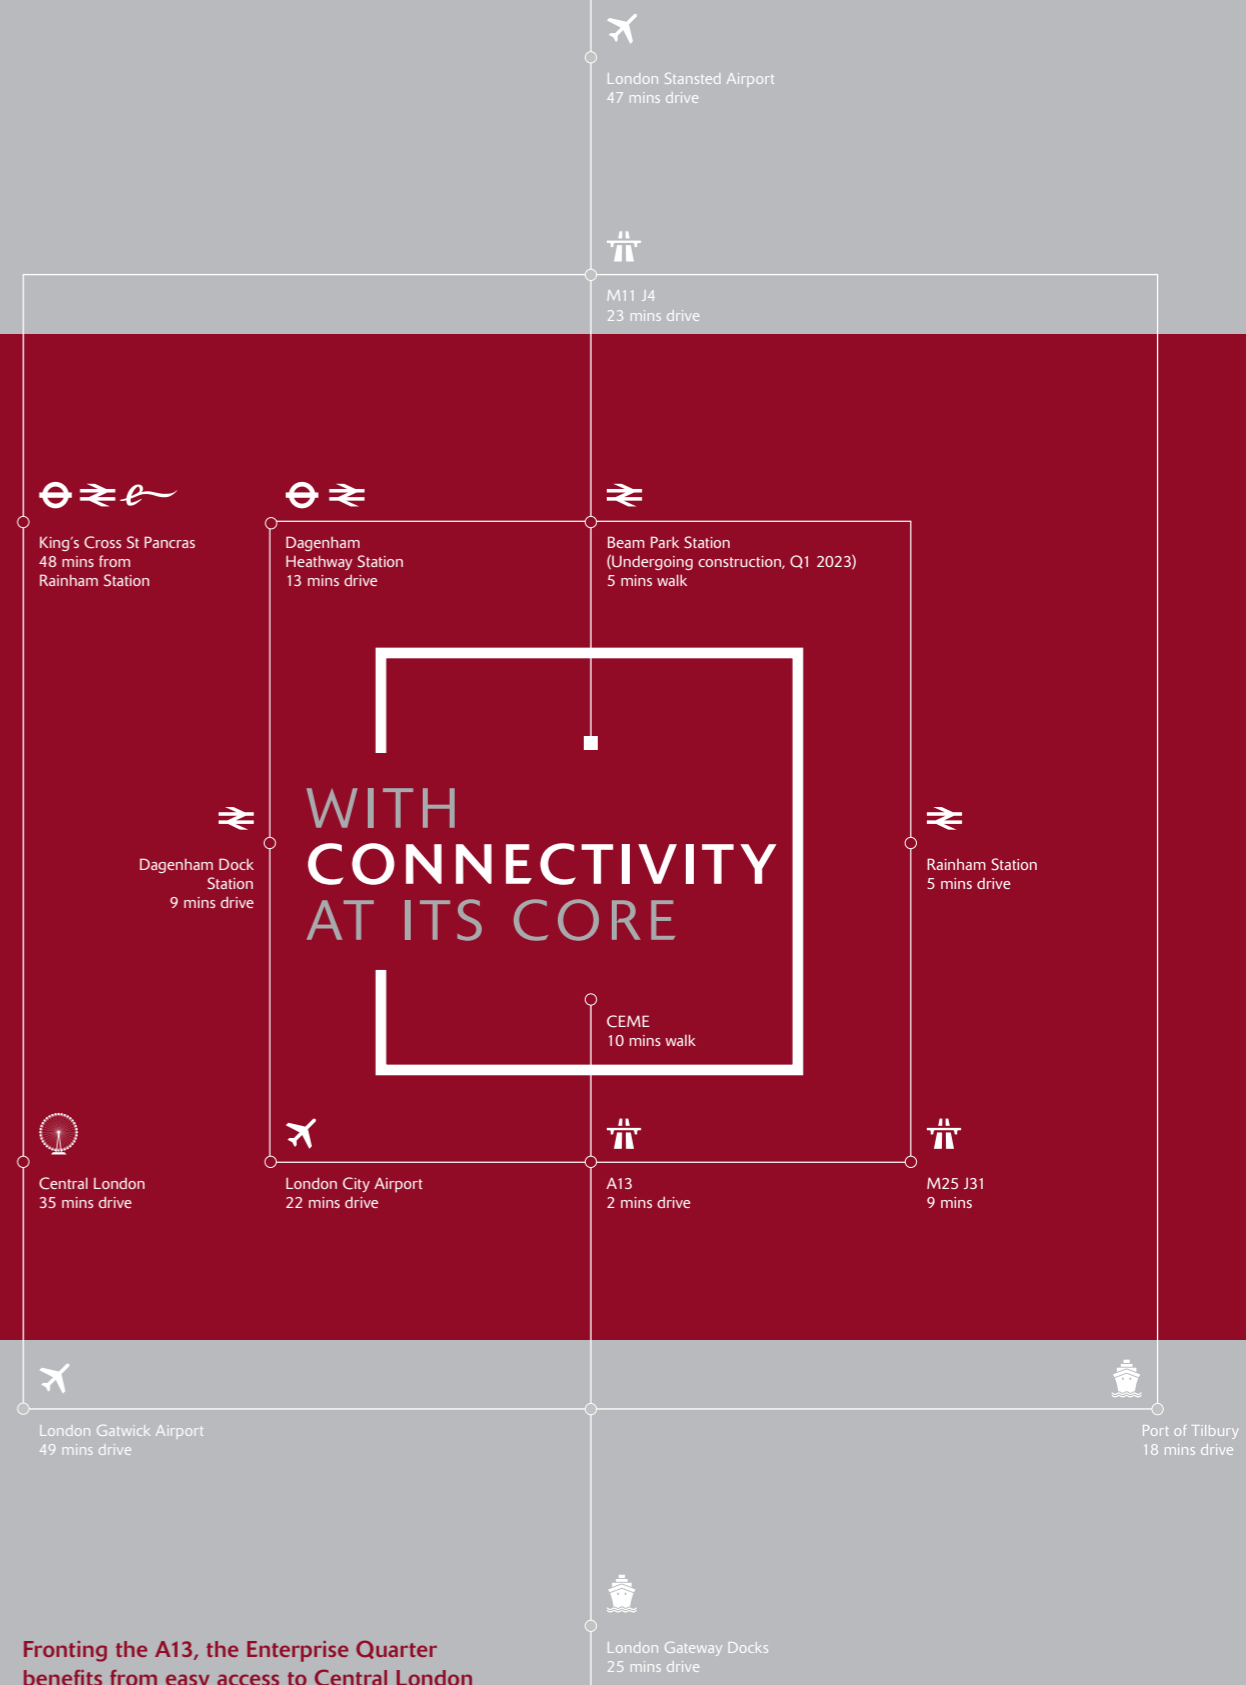 London Stansted Airport
47 mins drive
M11 J4
23 mins drive
King's Cross St Pancras
48 mins from
Rainham Station
Dagenham
Heathway Station
13 mins drive
Beam Park Station
(Undergoing construction, Q1 2023)
5 mins walk
WITH
CONNECTIVITY
AT ITS CORE
Dagenham Dock
Station
9 mins drive
Rainham Station
5 mins drive
CEME
10 mins walk
Central London
35 mins drive
London City Airport
22 mins drive
A13
2 mins drive
M25 J31
9 mins
London Gatwick Airport
49 mins drive
Port of Tilbury
18 mins drive
London Gateway Docks
25 mins drive
Fronting the A13, the Enterprise Quarter
benefits from easy access to Central London